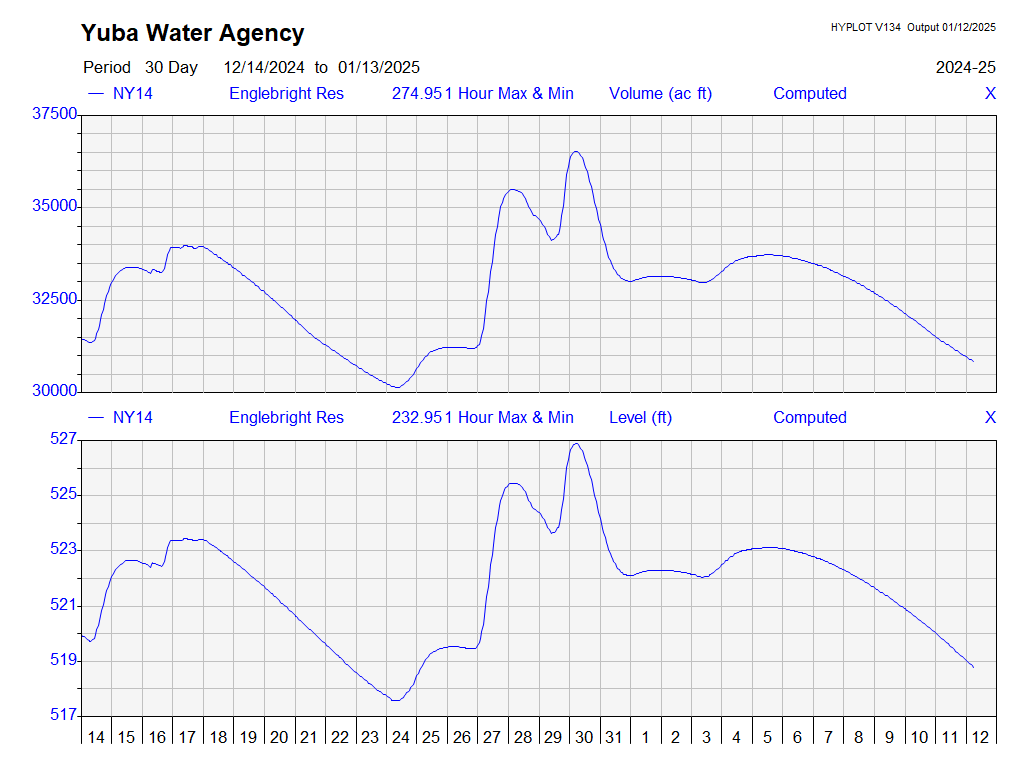 Yuba Water Agency
HYPLOT V134 Output 01/12/2025
Period 30 Day 12/14/2024 to 01/13/2025
2024-25
NY14 Englebright Res 274.951 Hour Max & Min Volume (ac ft) Computed X
37500
35000
32500
30000
NY14 Englebright Res 232.951 Hour Max & Min Level (ft) Computed X
527
525
523
521
519
517
14 15 16 17 18 19 20 21 22 23 24 25 26 27 28 29 30 31 1 2 3 4 5 6 7 8 9 10 11 12